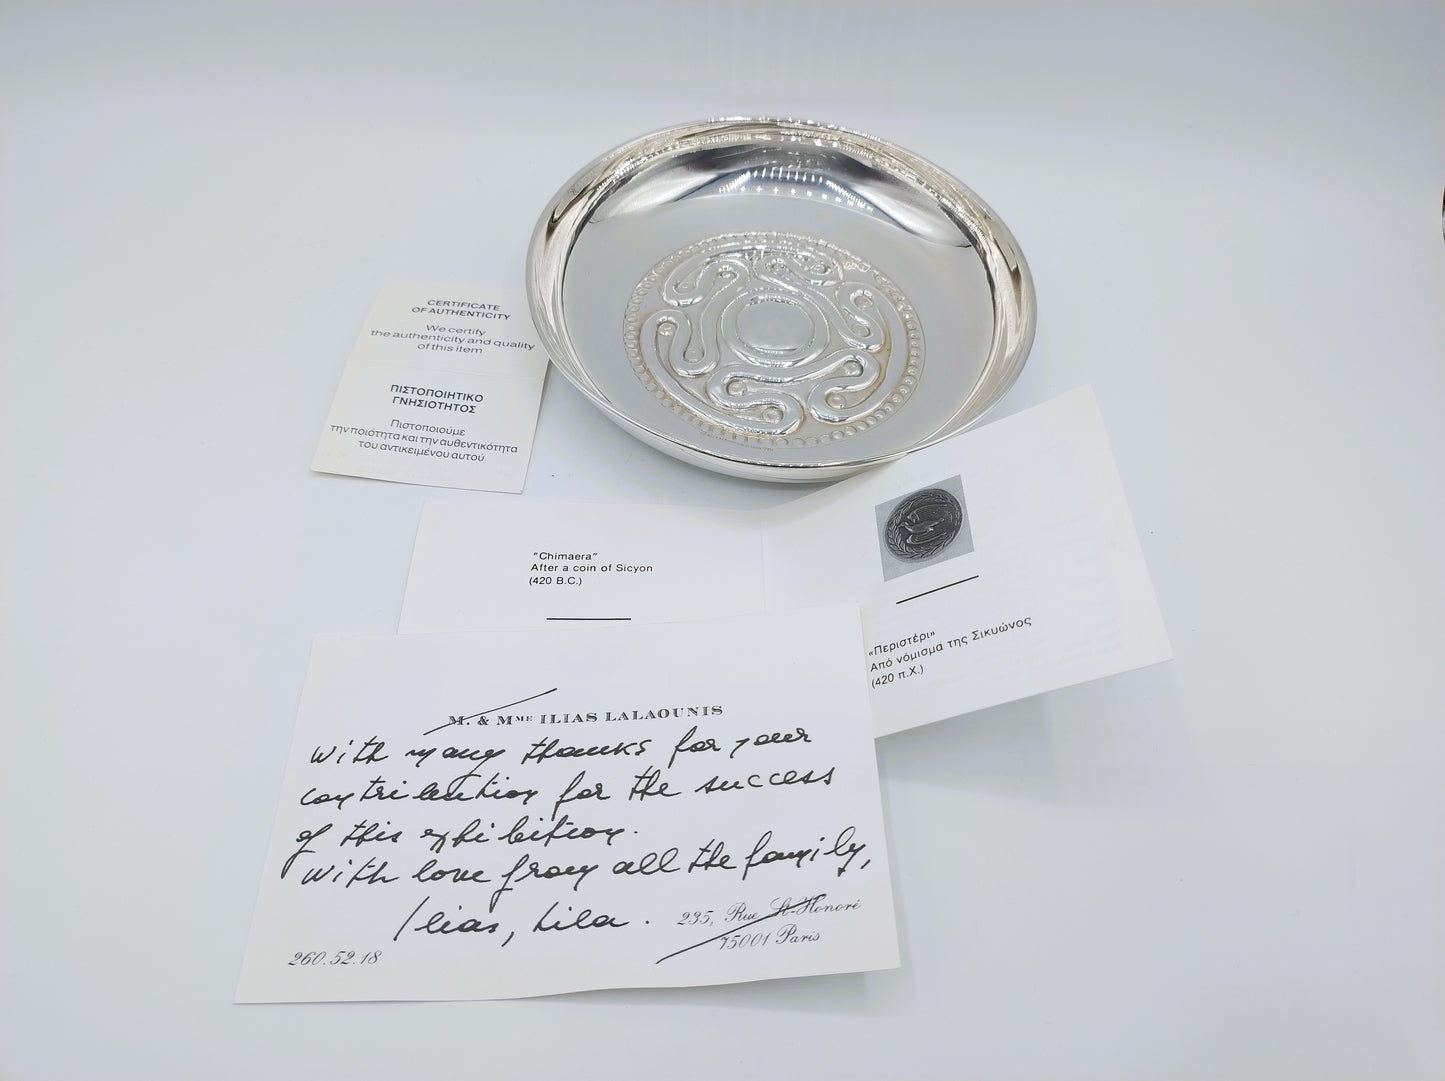 CERTIFICATE
OF AUTHENTICITY
We certify
the authenticity and quality
of this item
ΠΙΣΤΟΠΟΙΗΤΙΚΟ
ΓΝΗΣΙΟΤΗΤΟΣ
Πιστοποιούμε
την ποιότητα και την αυθεντικότητα
του αντικειμένου αυτού
"Chimaera"
After a coin of Sicyon
(420 B.C.)
«Περιστέρι»
Από νόμισμα της Σικυώνος
(420 π.Χ.)
M. & MME ILIAS LALAOUNIS
With many thanks for your
contribution for the success
of this exhibition.
With love from all the family,
Ilias, Lila.
235, Rue St-Honoré
75001 Paris
260.52.18